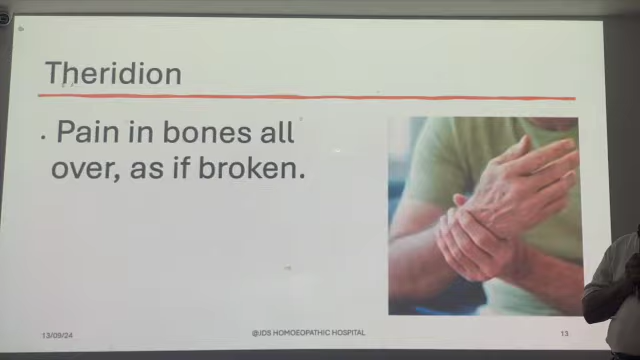 Theridion
· Pain in bones all
over, as if broken.
13/09/24
@JDS HOMOEOPATHIC HOSPITAL
13